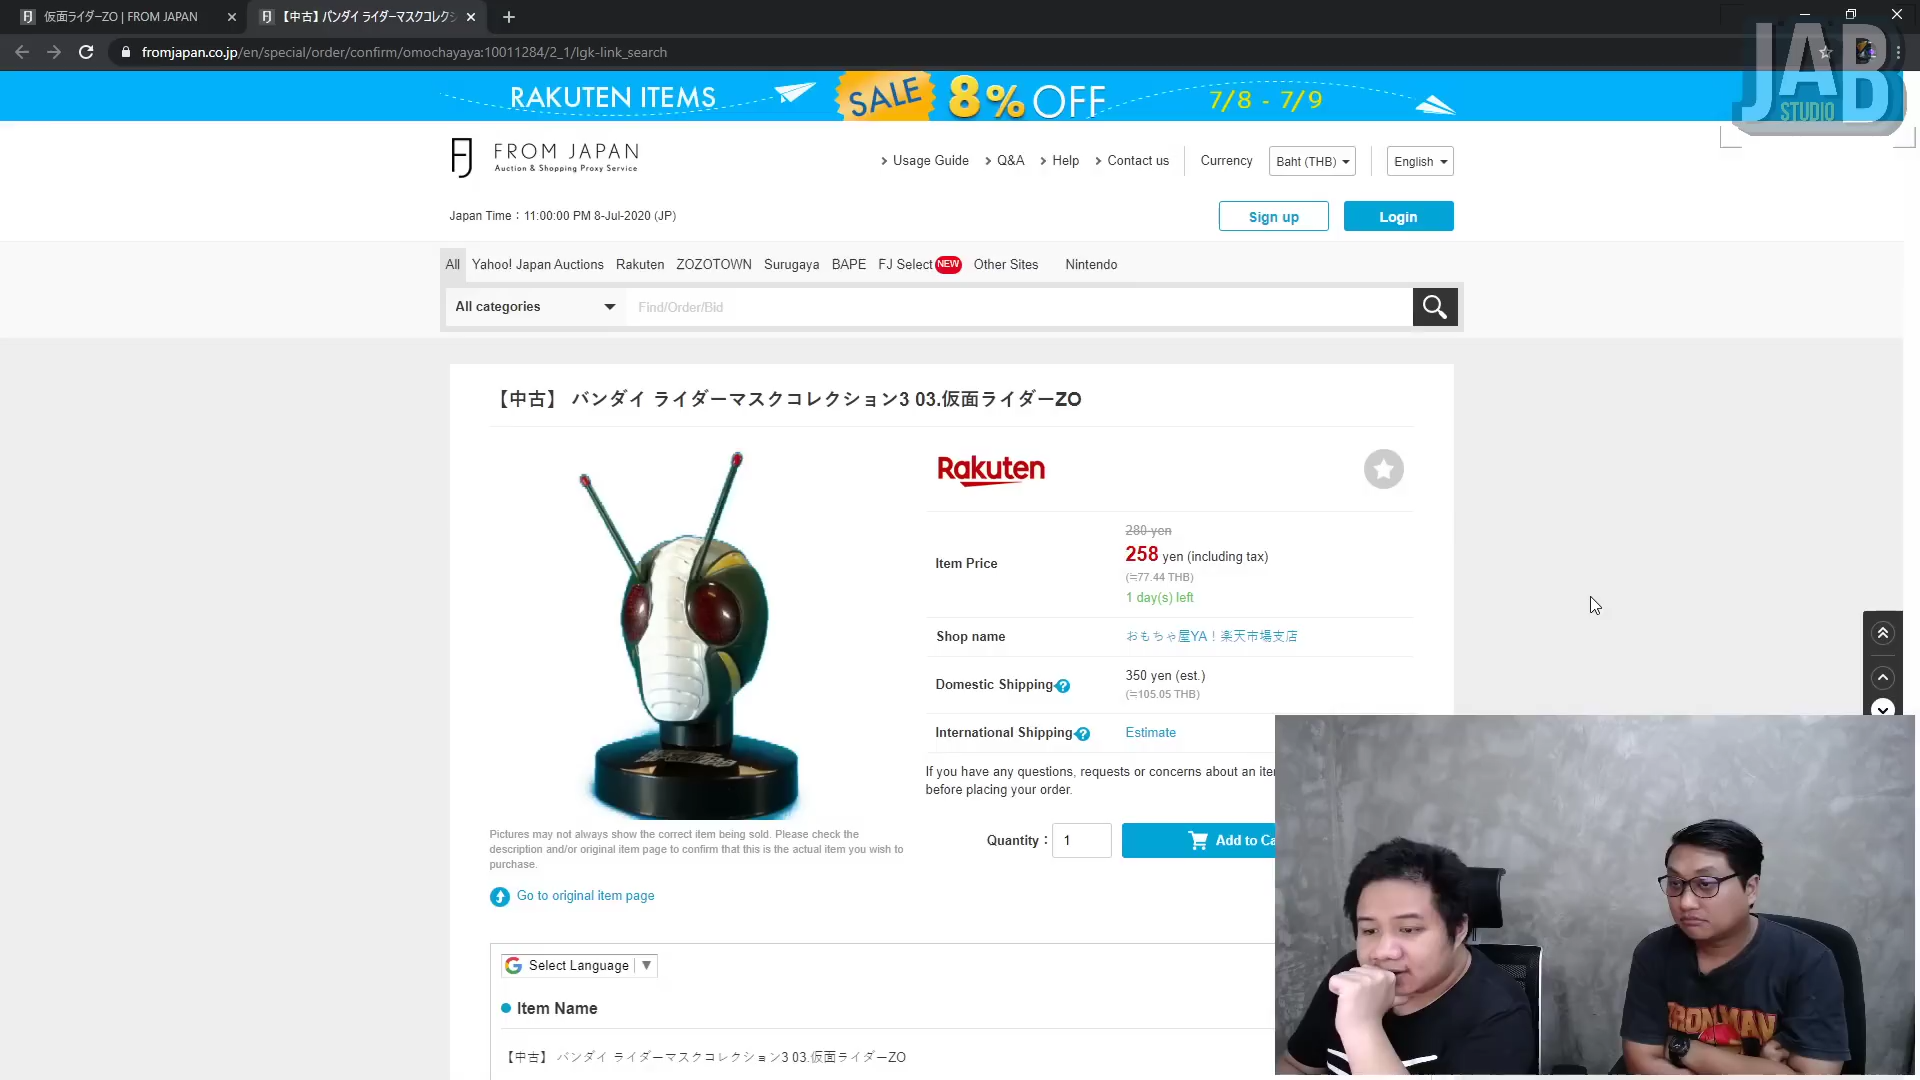 仮面ライダーZO | FROM JAPAN
【中古】 バンダイ ライダーマスクコレクシ
fromjapan.co.jp/en/special/order/confirm/omochayaya:10011284/2_1/lgk-link_search
JAB
STUDIO
RAKUTEN ITEMS SALE 8% OFF 7/8 - 7/9
FJ FROM JAPAN
Auction & Shopping Proxy Service
Usage Guide Q&A Help Contact us Currency Baht (THB) English
Japan Time : 11:00:00 PM 8-Jul-2020 (JP)
Sign up Login
All Yahoo! Japan Auctions Rakuten ZOZOTOWN Surugaya BAPE FJ Select NEW Other Sites Nintendo
All categories Find/Order/Bid
【中古】 バンダイ ライダーマスクコレクション3 03.仮面ライダーZO
Rakuten
280 yen
Item Price 258 yen (including tax)
(≒77.44 THB)
1 day(s) left
Shop name おもちゃ屋YA！楽天市場支店
Domestic Shipping ? 350 yen (est.)
(≒105.05 THB)
International Shipping ? Estimate
If you have any questions, requests or concerns about an
before placing your order.
Quantity : 1 Add to
Pictures may not always show the correct item being sold. Please check the
description and/or original item page to confirm that this is the actual item you wish to
purchase.
Go to original item page
G Select Language ▼
Item Name
【中古】 バンダイ ライダーマスクコレクション3 03.仮面ライダーZO
IRON MAN